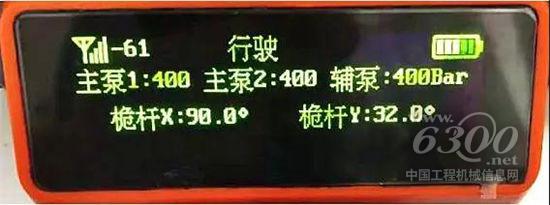 -61 行驶
主泵1:400 主泵2:400 辅泵:400Bar
桅杆X:90.0° 桅杆Y:32.0°
www.6300.net
中国工程机械信息网